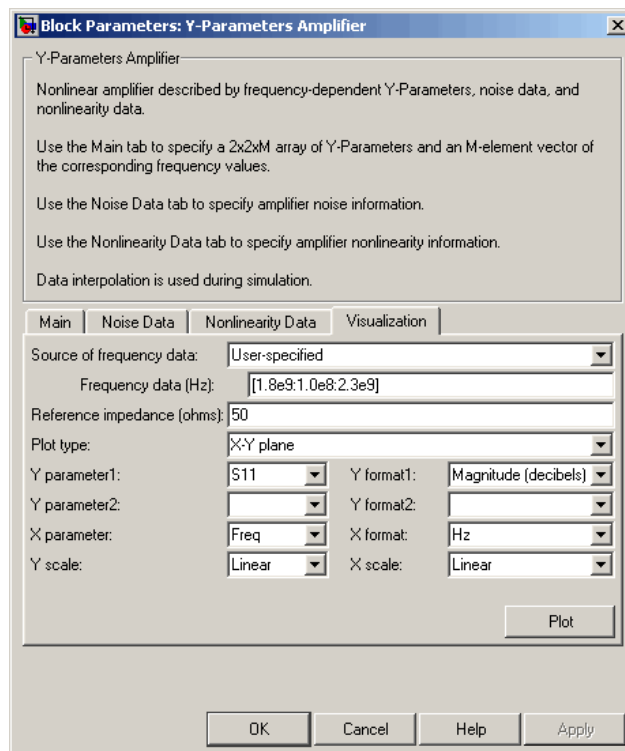 Block Parameters: Y-Parameters Amplifier
Y-Parameters Amplifier
Nonlinear amplifier described by frequency-dependent Y-Parameters, noise data, and
nonlinearity data.
Use the Main tab to specify a 2x2xM array of Y-Parameters and an M-element vector of
the corresponding frequency values.
Use the Noise Data tab to specify amplifier noise information.
Use the Nonlinearity Data tab to specify amplifier nonlinearity information.
Data interpolation is used during simulation.
Main Noise Data Nonlinearity Data Visualization
Source of frequency data: User-specified
Frequency data (Hz): [1.8e9:1.0e8:2.3e9]
Reference impedance (ohms): 50
Plot type: X-Y plane
Y parameter1: S11 Y format1: Magnitude (decibels)
Y parameter2: Y format2:
X parameter: Freq X format: Hz
Y scale: Linear X scale: Linear
Plot
OK Cancel Help Apply